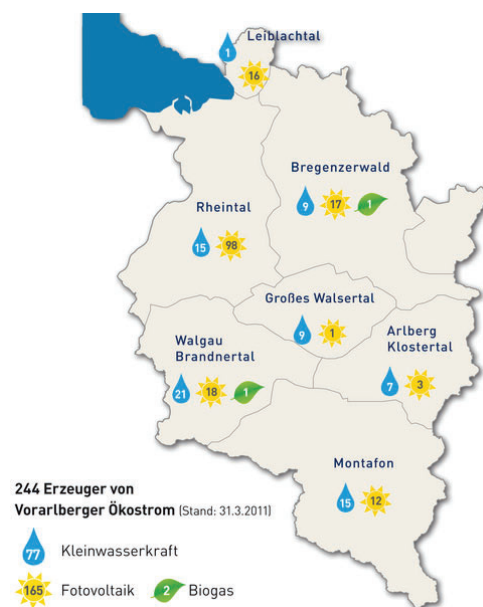 Leiblachtal
1
16
Bregenzerwald
9 17 1
Rheintal
15 98
Großes Walsertal
9 1
Arlberg
Klostertal
7 3
Walgau
Brandnertal
21 18 1
Montafon
15 12
244 Erzeuger von
Vorarlberger Ökostrom (Stand: 31.3.2011)
77 Kleinwasserkraft
165 Fotovoltaik 2 Biogas